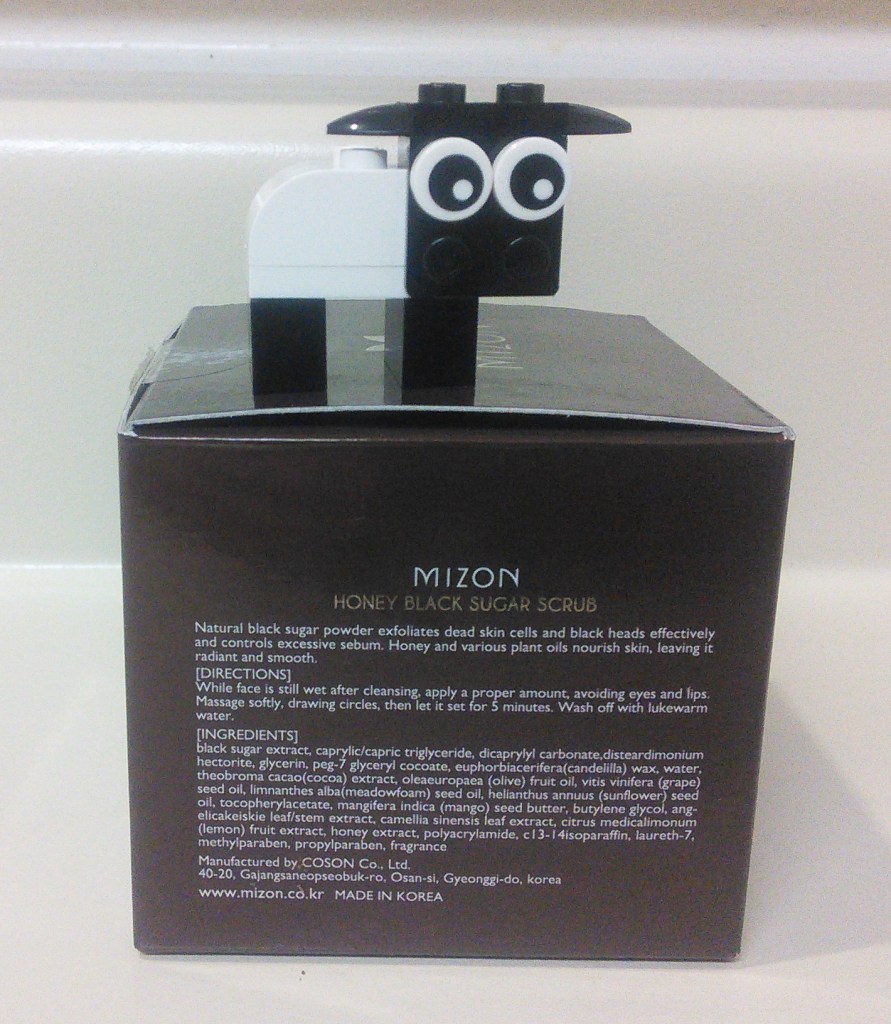 MIZON
MIZON
HONEY BLACK SUGAR SCRUB
Natural black sugar powder exfoliates dead skin cells and black heads effectively
and controls excessive sebum. Honey and various plant oils nourish skin, leaving it
radiant and smooth.
[DIRECTIONS]
While face is still wet after cleansing, apply a proper amount, avoiding eyes and lips.
Massage softly, drawing circles, then let it set for 5 minutes. Wash off with lukewarm
water.
[INGREDIENTS]
black sugar extract, caprylic/capric triglyceride, dicaprylyl carbonate,disteardimonium
hectorite, glycerin, peg-7 glyceryl cocoate, euphorbiacerifera(candelilla) wax, water,
theobroma cacao(cocoa) extract, oleaeuropaea (olive) fruit oil, vitis vinifera (grape)
seed oil, limnanthes alba(meadowfoam) seed oil, helianthus annuus (sunflower) seed
oil, tocopherylacetate, mangifera indica (mango) seed butter, butylene glycol, ang-
elicakeiskie leaf/stem extract, camellia sinensis leaf extract, citrus medicalimonum
(lemon) fruit extract, honey extract, polyacrylamide, c13-14isoparaffin, laureth-7,
methylparaben, propylparaben, fragrance
Manufactured by COSON Co., Ltd.
40-20, Gajangsaneopseobuk-ro, Osan-si, Gyeonggi-do, korea
www.mizon.co.kr MADE IN KOREA